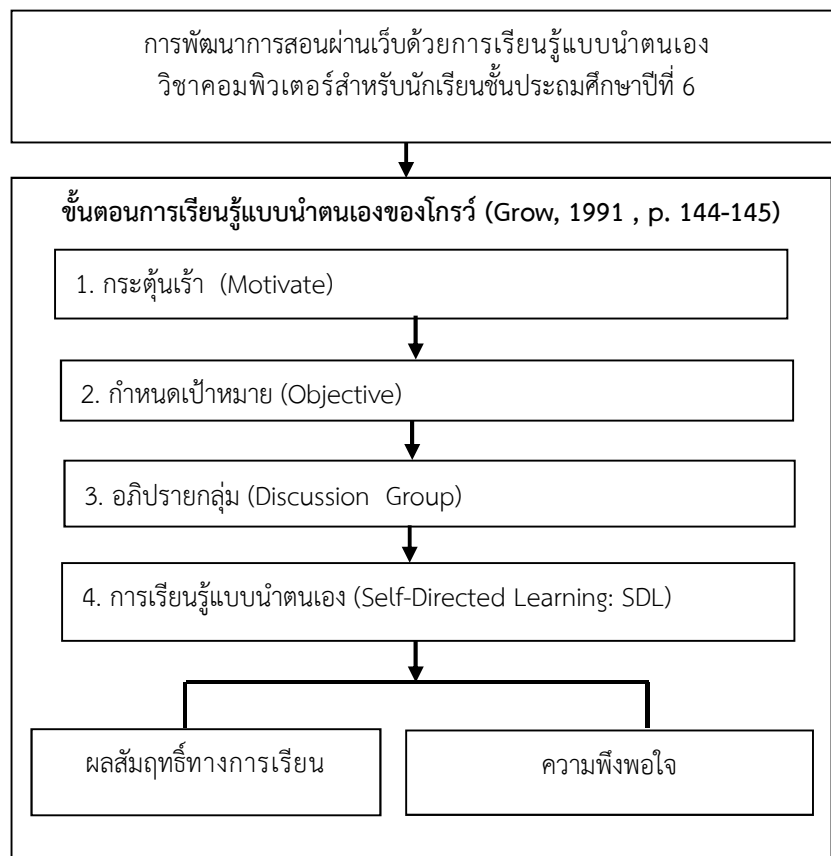 การพัฒนาการสอนผ่านเว็บด้วยการเรียนรู้แบบนำตนเอง
วิชาคอมพิวเตอร์สำหรับนักเรียนชั้นประถมศึกษาปีที่ 6
ขั้นตอนการเรียนรู้แบบนำตนเองของโกรว์ (Grow, 1991 , p. 144-145)
1. กระตุ้นเร้า (Motivate)
2. กำหนดเป้าหมาย (Objective)
3. อภิปรายกลุ่ม (Discussion Group)
4. การเรียนรู้แบบนำตนเอง (Self-Directed Learning: SDL)
ผลสัมฤทธิ์ทางการเรียน
ความพึงพอใจ